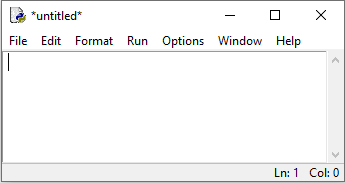 *untitled*
File Edit Format Run Options Window Help
Ln: 1 Col: 0